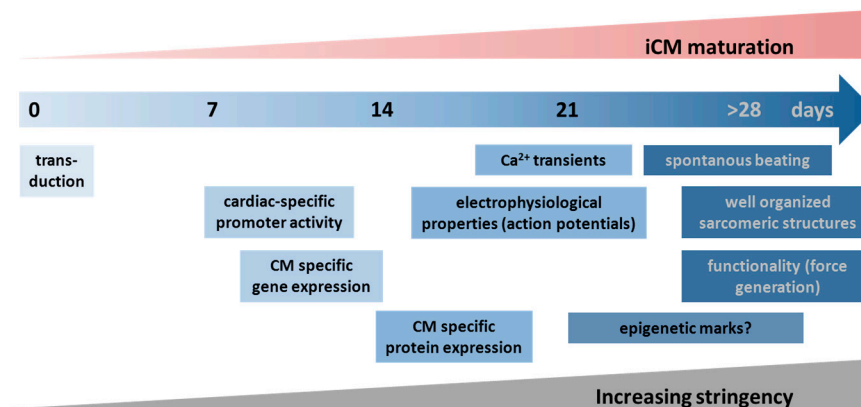 iCM maturation
0 7 14 21 >28 days
trans-
duction
Ca²⁺ transients
spontanous beating
cardiac-specific
promoter activity
electrophysiological
properties (action potentials)
well organized
sarcomeric structures
CM specific
gene expression
functionality (force
generation)
CM specific
protein expression
epigenetic marks?
Increasing stringency